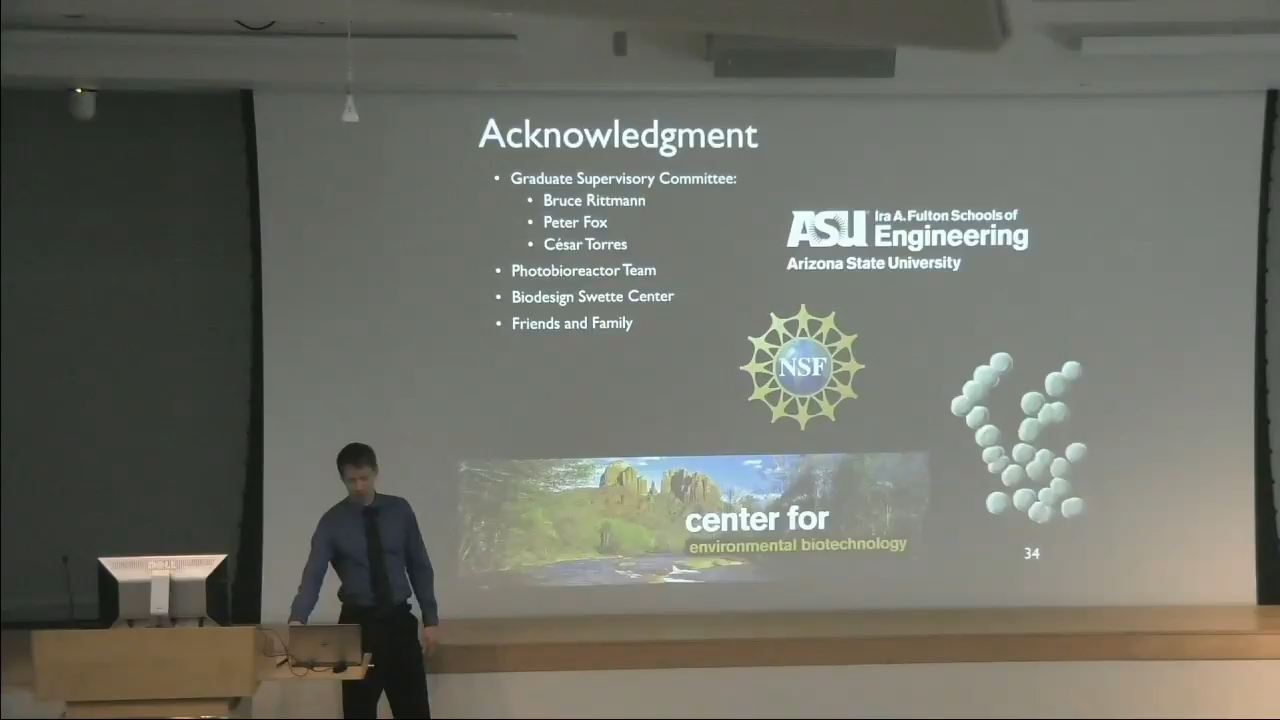 Acknowledgment
• Graduate Supervisory Committee:
• Bruce Rittmann
• Peter Fox
• César Torres
• Photobioreactor Team
• Biodesign Swette Center
• Friends and Family
ASU Ira A. Fulton Schools of
Engineering
Arizona State University
NSF
center for
environmental biotechnology
34
DELL